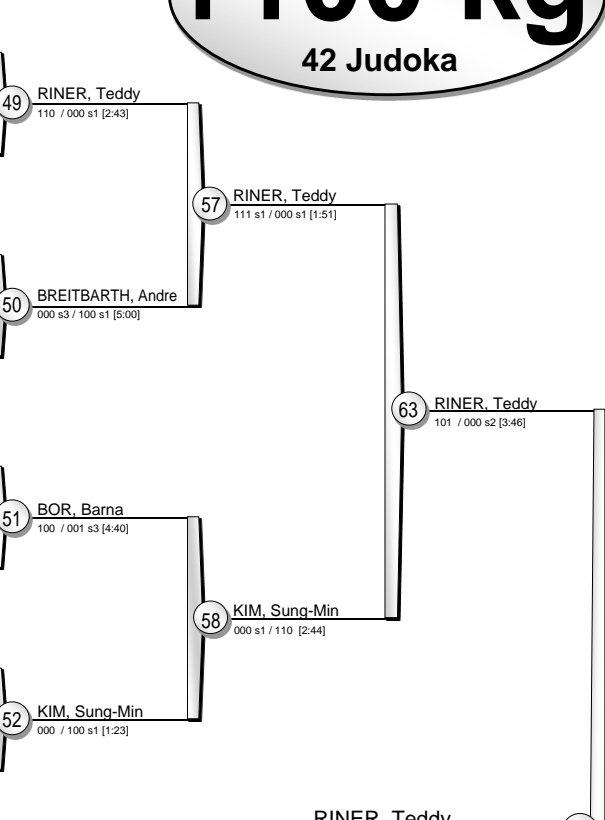 42 Judoka
49 RINER, Teddy
110 / 000 s1 [2:43]
57 RINER, Teddy
111 s1 / 000 s1 [1:51]
50 BREITBARTH, Andre
000 s3 / 100 s1 [5:00]
63 RINER, Teddy
101 / 000 s2 [3:46]
51 BOR, Barna
100 / 001 s3 [4:40]
58 KIM, Sung-Min
000 s1 / 110 [2:44]
52 KIM, Sung-Min
000 / 100 s1 [1:23]
RINER, Teddy